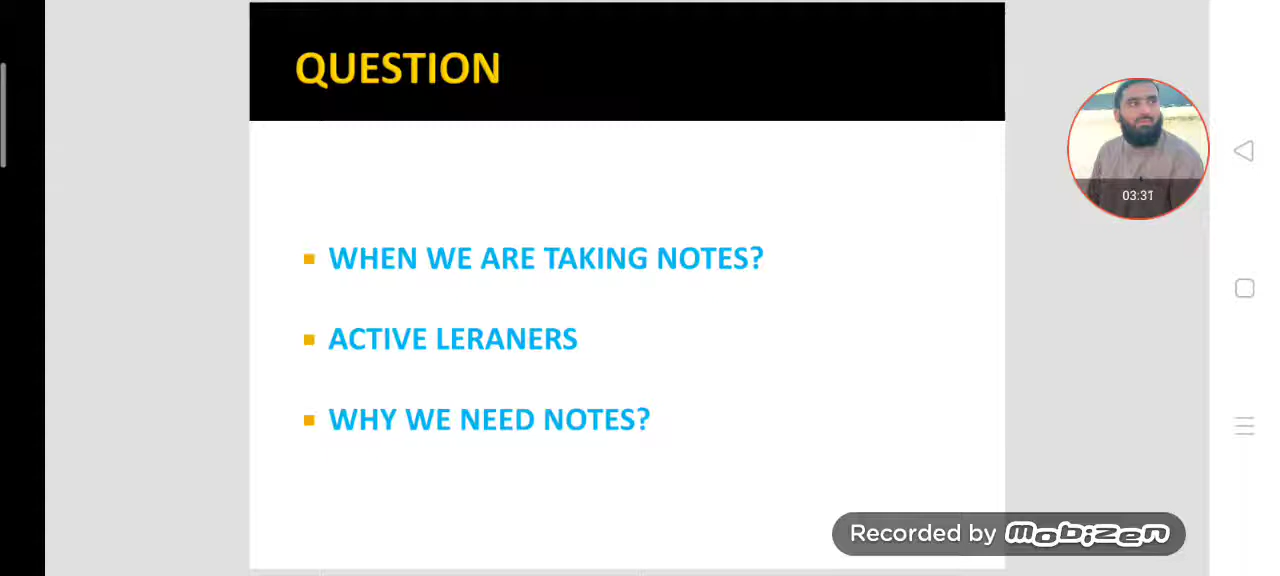 QUESTION
WHEN WE ARE TAKING NOTES?
ACTIVE LERANERS
WHY WE NEED NOTES?
03:31
Recorded by mobizen